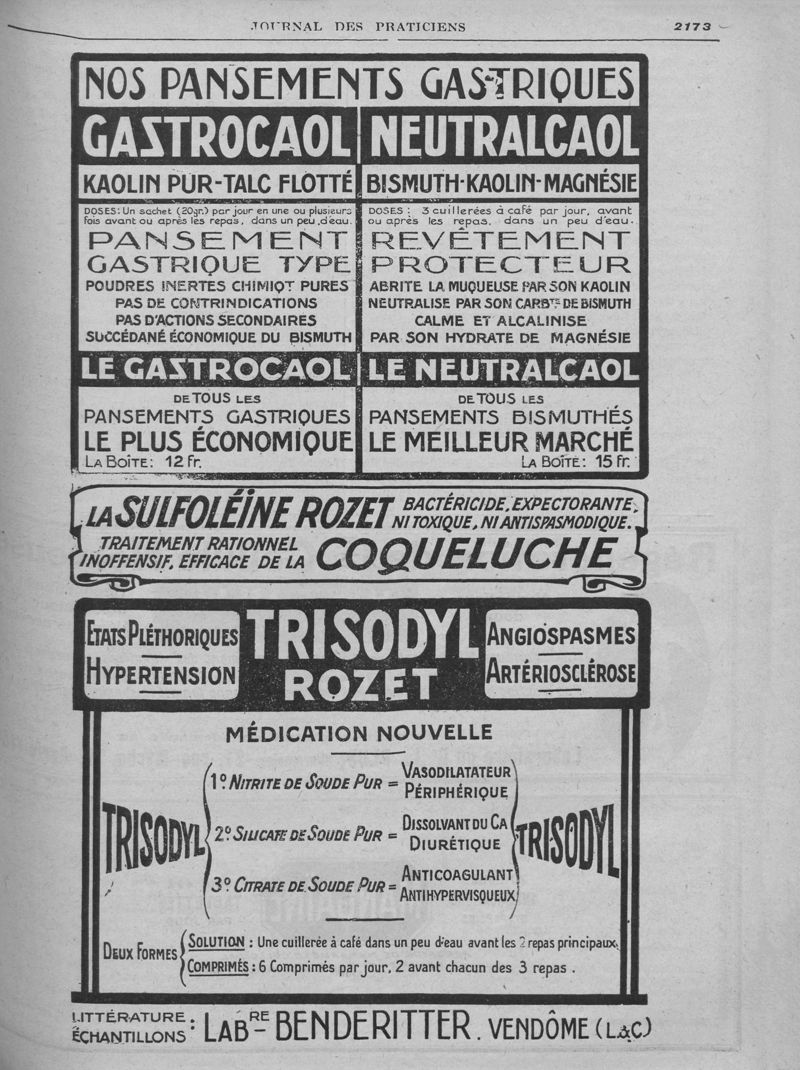 JOURNAL DES PRATICIENS 2173
NOS PANSEMENTS GASTRIQUES
GASTROCAOL
KAOLIN PUR-TALC FLOTTÉ
DOSES: Un sachet (20gr.) par jour en une ou plusieurs
fois avant ou après les repas, dans un peu d'eau.
PANSEMENT
GASTRIQUE TYPE
POUDRES INERTES CHIMIQT PURES
PAS DE CONTRINDICATIONS
PAS D'ACTIONS SECONDAIRES
SUCCÉDANÉ ÉCONOMIQUE DU BISMUTH
LE GASTROCAOL
DE TOUS LES
PANSEMENTS GASTRIQUES
LE PLUS ÉCONOMIQUE
LA BOÎTE: 12 Fr.
NEUTRALCAOL
BISMUTH-KAOLIN-MAGNÉSIE
DOSES: 3 cuillerées à café par jour, avant
ou après les repas, dans un peu d'eau.
REVÊTEMENT
PROTECTEUR
ABRITE LA MUQUEUSE PAR SON KAOLIN
NEUTRALISE PAR SON CARBTE DE BISMUTH
CALME ET ALCALINISE
PAR SON HYDRATE DE MAGNÉSIE
LE NEUTRALCAOL
DE TOUS LES
PANSEMENTS BISMUTHÉS
LE MEILLEUR MARCHÉ
LA BOÎTE: 15 Fr.
LA SULFOLÉINE ROZET BACTÉRICIDE, EXPECTORANTE,
NI TOXIQUE, NI ANTISPASMODIQUE.
TRAITEMENT RATIONNEL
INOFFENSIF, EFFICACE DE LA COQUELUCHE
ETATS PLÉTHORIQUES
HYPERTENSION
TRISODYL
ROZET
ANGIOSPASMES
ARTÉRIOSCLÉROSE
MÉDICATION NOUVELLE
TRISODYL
1º. NITRITE DE SOUDE PUR = VASODILATATEUR
PÉRIPHÉRIQUE
2º. SILICATE DE SOUDE PUR = DISSOLVANT DU CA
DIURÉTIQUE
3º. CITRATE DE SOUDE PUR = ANTICOAGULANT
ANTIHYPERVISQUEUX
TRISODYL
DEUX FORMES
SOLUTION : Une cuillerée à café dans un peu d'eau avant les 2 repas principaux.
COMPRIMÉS : 6 Comprimés par jour, 2 avant chacun des 3 repas.
LITTÉRATURE
ÉCHANTILLONS : LABRE BENDERITTER. VENDÔME (L&C.)